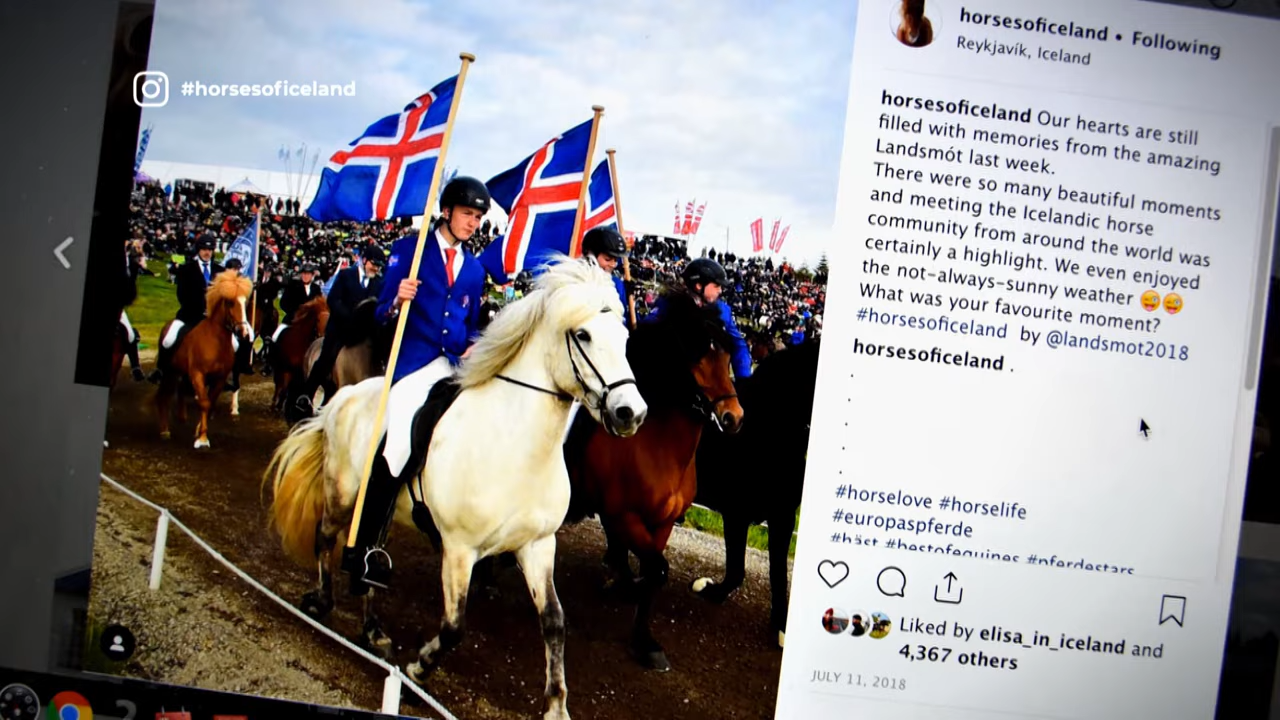 #horsesoficeland
horsesoficeland • Following
Reykjavík, Iceland
horsesoficeland Our hearts are still
filled with memories from the amazing
Landsmót last week.
There were so many beautiful moments
and meeting the Icelandic horse
community from around the world was
certainly a highlight. We even enjoyed
the not-always-sunny weather 😜😜
What was your favourite moment?
#horsesoficeland by @landsmot2018
horsesoficeland .
.
.
.
.
.
#horselove #horselife
#europaspferde
#häst #bestofequines #pferdestars
Liked by elisa_in_iceland and
4,367 others
JULY 11, 2018